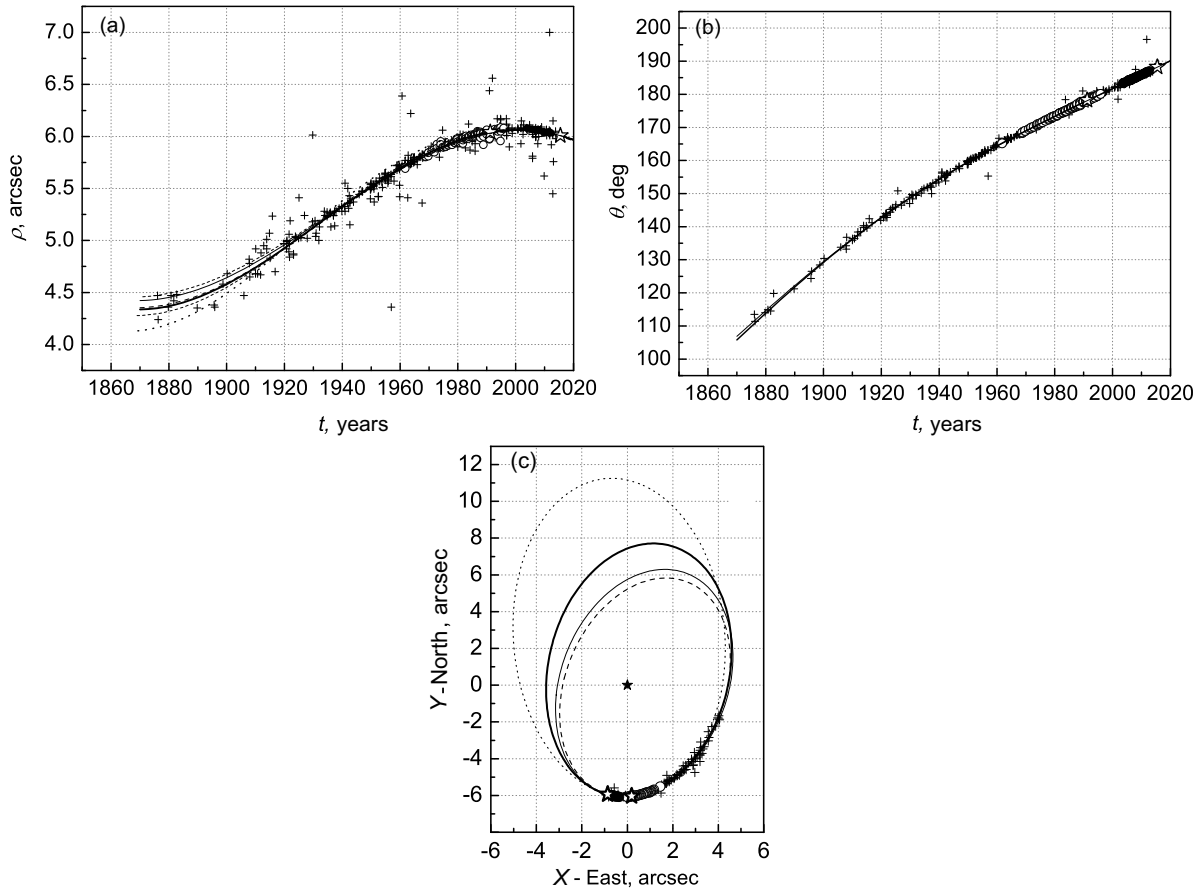 (a)
ρ, arcsec
7.0
6.5
6.0
5.5
5.0
4.5
4.0
1860 1880 1900 1920 1940 1960 1980 2000 2020
t, years
(b)
θ, deg
200
190
180
170
160
150
140
130
120
110
100
1860 1880 1900 1920 1940 1960 1980 2000 2020
t, years
(c)
Y-North, arcsec
12
10
8
6
4
2
0
-2
-4
-6
-8
-6 -4 -2 0 2 4 6
X - East, arcsec